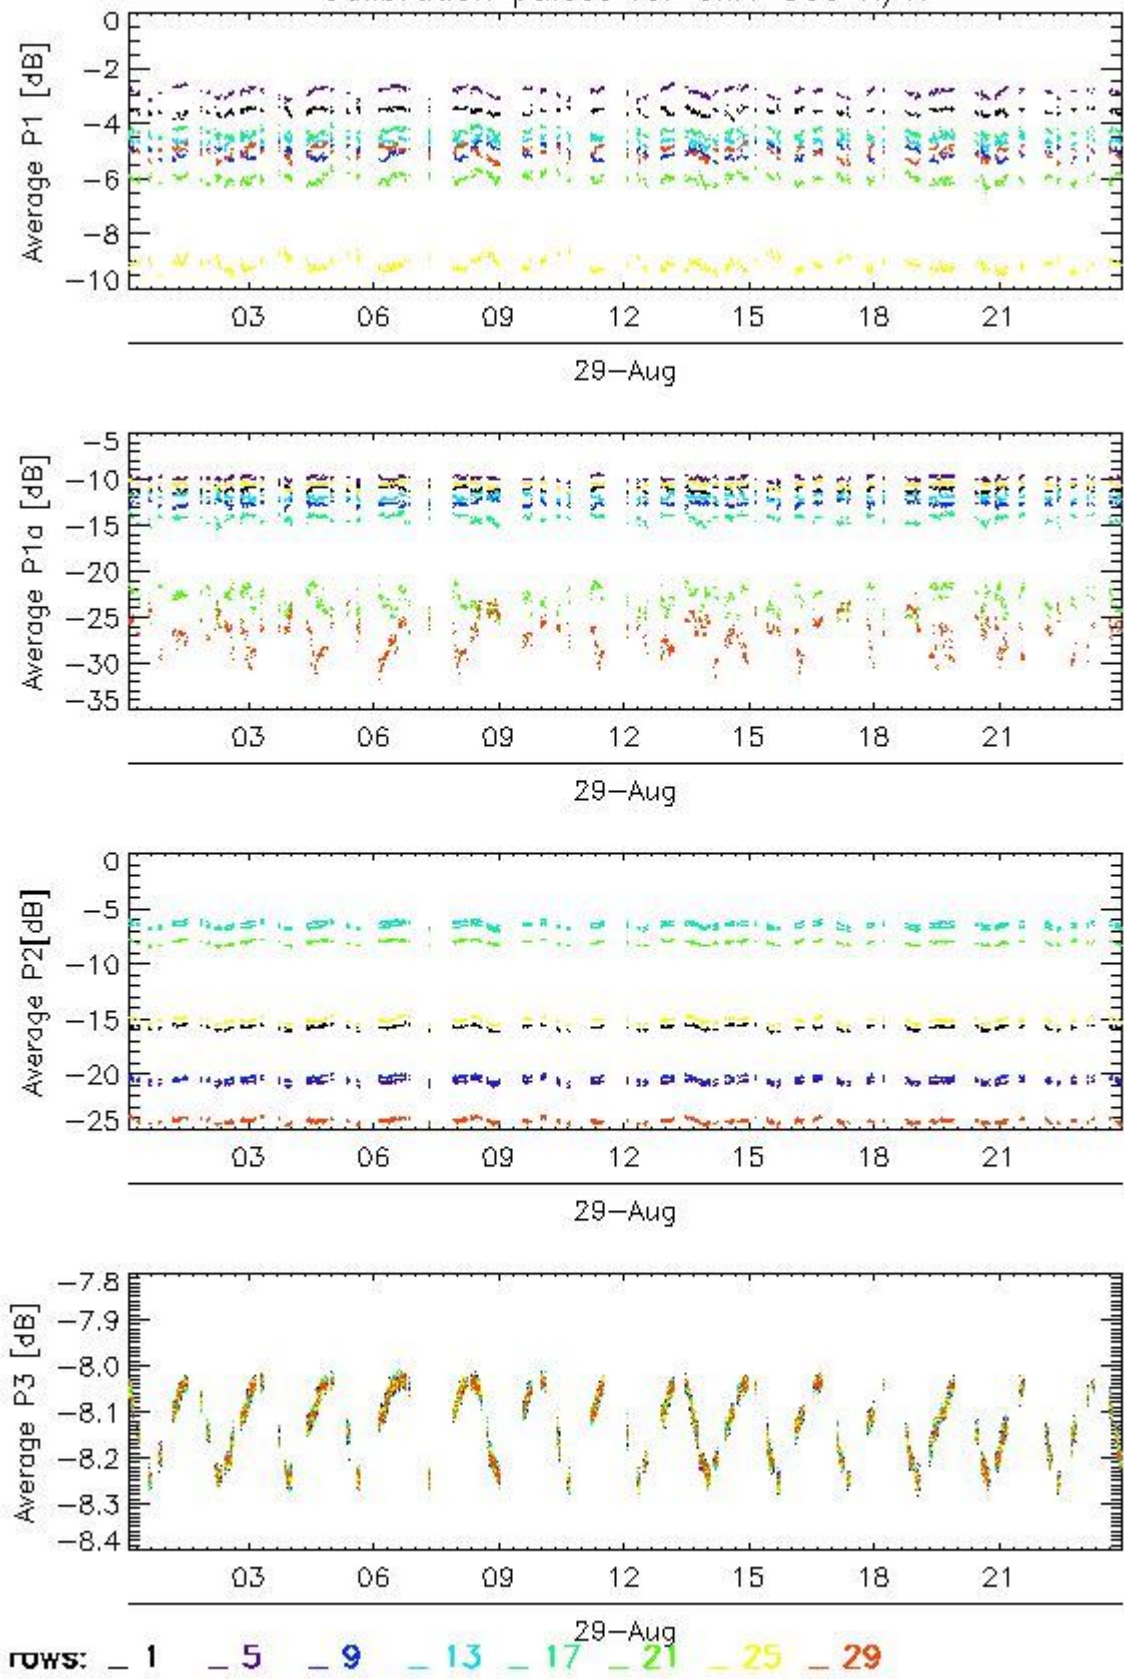 0
Average P1 [dB]
-2
-4
-6
-8
-10
03 06 09 12 15 18 21
29-Aug
-5
Average P1a [dB]
-10
-15
-20
-25
-30
-35
03 06 09 12 15 18 21
29-Aug
0
Average P2[dB]
-5
-10
-15
-20
-25
03 06 09 12 15 18 21
29-Aug
-7.8
Average P3 [dB]
-7.9
-8.0
-8.1
-8.2
-8.3
-8.4
03 06 09 12 15 18 21
29-Aug
rows: _ 1 _ 5 _ 9 _ 13 _ 17 _ 21 _ 25 _ 29